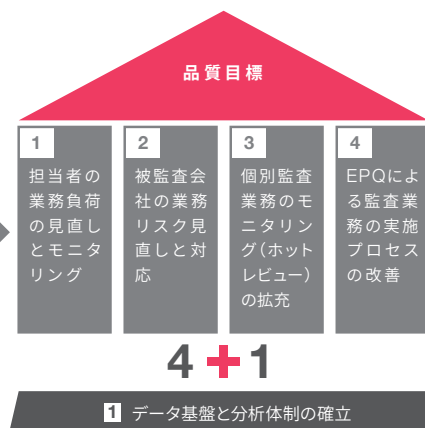 品質目標
1
担当者の
業務負荷
の見直し
とモニタ
リング
2
被監査会
社の業務
リスク見
直しと対
応
3
個別監査
業務のモ
ニタリン
グ（ホット
レビュー）
の拡充
4
EPQによ
る監査業
務の実施
プロセス
の改善
4+1
1 データ基盤と分析体制の確立